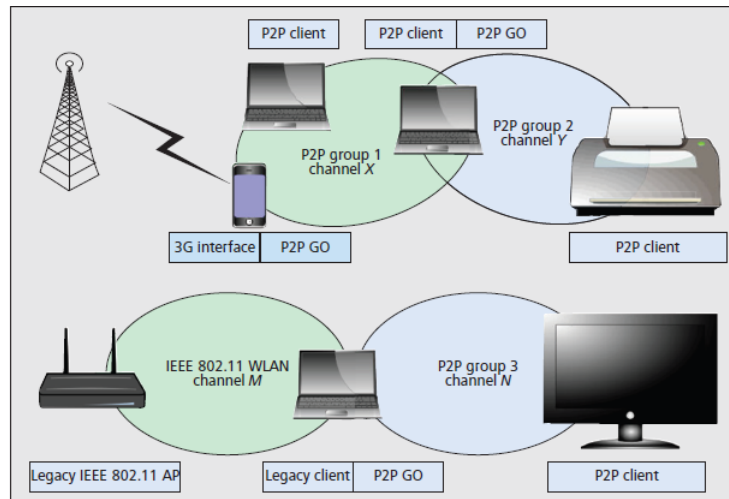 P2P client
P2P client P2P GO
P2P group 1
channel X
P2P group 2
channel Y
3G interface P2P GO
P2P client
IEEE 802.11 WLAN
channel M
P2P group 3
channel N
Legacy IEEE 802.11 AP
Legacy client P2P GO
P2P client